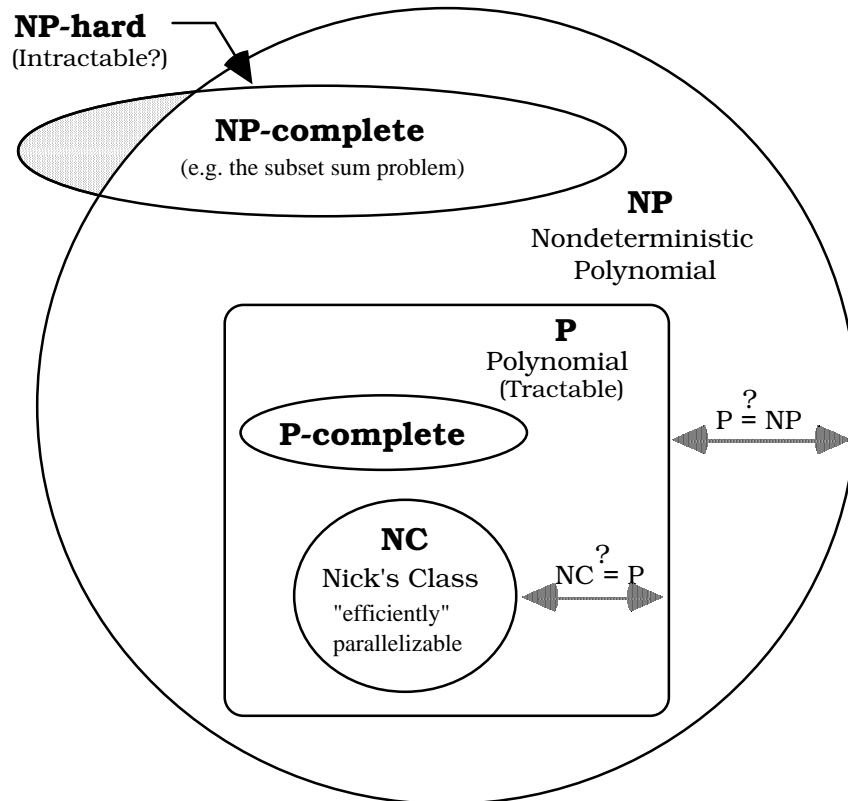 NP-hard
(Intractable?)
NP-complete
(e.g. the subset sum problem)
NP
Nondeterministic
Polynomial
P
Polynomial
(Tractable)
P-complete
?
P = NP
NC
Nick's Class
"efficiently"
parallelizable
?
NC = P